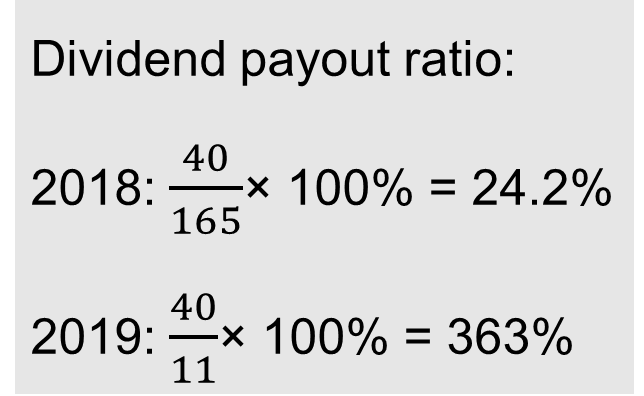 Dividend payout ratio:
2018: 40/165 × 100% = 24.2%
2019: 40/11 × 100% = 363%